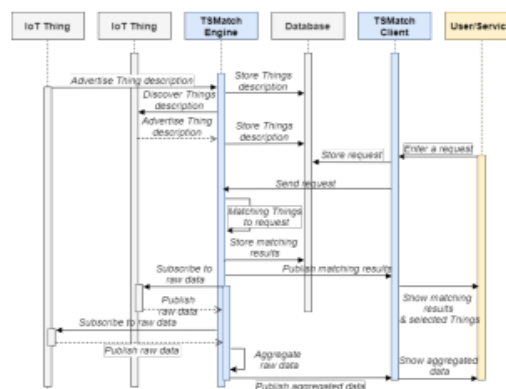 IoT Thing
IoT Thing
TSMatch
Engine
Database
TSMatch
Client
User/Servic
Advertise Thing description
Store Things
description
Discover Things
description
Advertise Thing
description
Store Things
description
Enter a request
Store request
Send request
Matching Things
to request
Store matching
results
Publish matching results
Subscribe to
raw data
Show matching
results
& selected Things
Publish
raw data
Subscribe to raw data
Publish raw data
Aggregate
raw data
Show aggregated
data
Publish aggregated data